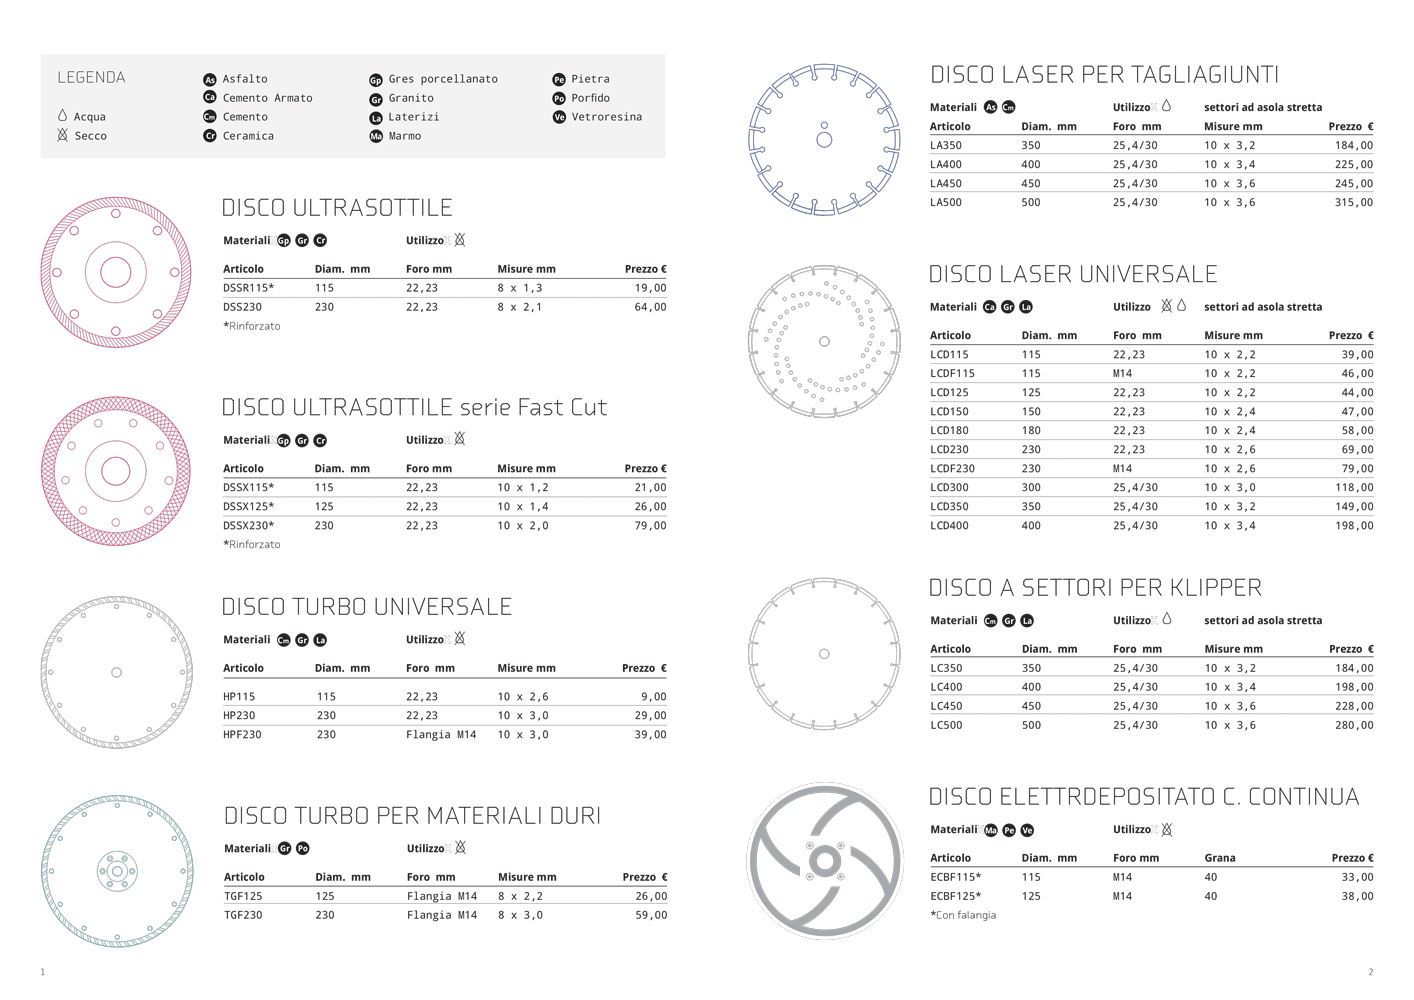 LEGENDA
Acqua
Secco
As Asfalto
Ca Cemento Armato
Cm Cemento
Cr Ceramica
Gp Gres porcellanato
Gr Granito
La Laterizi
Ma Marmo
Pe Pietra
Po Porfido
Ve Vetroresina
DISCO ULTRASOTTILE
Materiali Gp Gr Cr Utilizzo
Articolo Diam. mm Foro mm Misure mm Prezzo €
DSSR115* 115 22,23 8 x 1,3 19,00
DSS230 230 22,23 8 x 2,1 64,00
*Rinforzato
DISCO ULTRASOTTILE serie Fast Cut
Materiali Gp Gr Cr Utilizzo
Articolo Diam. mm Foro mm Misure mm Prezzo €
DSSX115* 115 22,23 10 x 1,2 21,00
DSSX125* 125 22,23 10 x 1,4 26,00
DSSX230* 230 22,23 10 x 2,0 79,00
*Rinforzato
DISCO TURBO UNIVERSALE
Materiali Cm Gr La Utilizzo
Articolo Diam. mm Foro mm Misure mm Prezzo €
HP115 115 22,23 10 x 2,6 9,00
HP230 230 22,23 10 x 3,0 29,00
HPF230 230 Flangia M14 10 x 3,0 39,00
DISCO TURBO PER MATERIALI DURI
Materiali Gr Po Utilizzo
Articolo Diam. mm Foro mm Misure mm Prezzo €
TGF125 125 Flangia M14 8 x 2,2 26,00
TGF230 230 Flangia M14 8 x 3,0 59,00
1
DISCO LASER PER TAGLIAGIUNTI
Materiali As Cm Utilizzo settori ad asola stretta
Articolo Diam. mm Foro mm Misure mm Prezzo €
LA350 350 25,4/30 10 x 3,2 184,00
LA400 400 25,4/30 10 x 3,4 225,00
LA450 450 25,4/30 10 x 3,6 245,00
LA500 500 25,4/30 10 x 3,6 315,00
DISCO LASER UNIVERSALE
Materiali Ca Gr La Utilizzo settori ad asola stretta
Articolo Diam. mm Foro mm Misure mm Prezzo €
LCD115 115 22,23 10 x 2,2 39,00
LCDF115 115 M14 10 x 2,2 46,00
LCD125 125 22,23 10 x 2,2 44,00
LCD150 150 22,23 10 x 2,4 47,00
LCD180 180 22,23 10 x 2,4 58,00
LCD230 230 22,23 10 x 2,6 69,00
LCDF230 230 M14 10 x 2,6 79,00
LCD300 300 25,4/30 10 x 3,0 118,00
LCD350 350 25,4/30 10 x 3,2 149,00
LCD400 400 25,4/30 10 x 3,4 198,00
DISCO A SETTORI PER KLIPPER
Materiali Cm Gr La Utilizzo settori ad asola stretta
Articolo Diam. mm Foro mm Misure mm Prezzo €
LC350 350 25,4/30 10 x 3,2 184,00
LC400 400 25,4/30 10 x 3,4 198,00
LC450 450 25,4/30 10 x 3,6 228,00
LC500 500 25,4/30 10 x 3,6 280,00
DISCO ELETTRDEPOSITATO C. CONTINUA
Materiali Ma Pe Ve Utilizzo
Articolo Diam. mm Foro mm Grana Prezzo €
ECBF115* 115 M14 40 33,00
ECBF125* 125 M14 40 38,00
*Con falangia
2